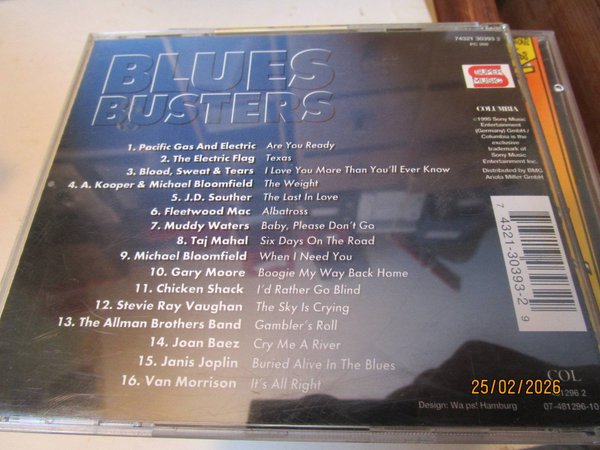 74321 30393 2
PC 200
BLUES
BUSTERS
SUPER
MUSIC
COLUMBIA
©1995 Sony Music
Entertainment
(Germany) GmbH./
Columbia is the
exclusive
trademark of
Sony Music
Entertainment Inc.
Distributed by BMG
Ariola Miller GmbH
1. Pacific Gas And Electric Are You Ready
2. The Electric Flag Texas
3. Blood, Sweat & Tears I Love You More Than You'll Ever Know
4. A. Kooper & Michael Bloomfield The Weight
5. J.D. Souther The Last In Love
6. Fleetwood Mac Albatross
7. Muddy Waters Baby, Please Don't Go
8. Taj Mahal Six Days On The Road
9. Michael Bloomfield When I Need You
10. Gary Moore Boogie My Way Back Home
11. Chicken Shack I'd Rather Go Blind
12. Stevie Ray Vaughan The Sky Is Crying
13. The Allman Brothers Band Gambler's Roll
14. Joan Baez Cry Me A River
15. Janis Joplin Buried Alive In The Blues
16. Van Morrison It's All Right
7 4321-30393-2 9
COL
1296 2
07-481296-10
Design: Wa ps! Hamburg
25/02/2026